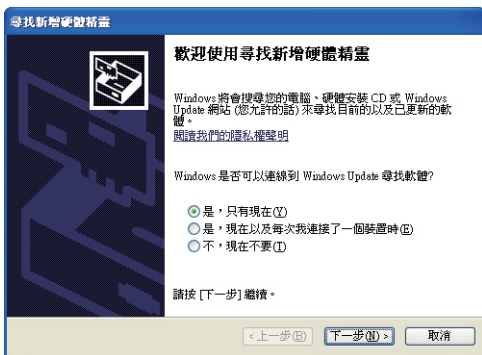 尋找新增硬體精靈
歡迎使用尋找新增硬體精靈
Windows 將會搜尋您的電腦、硬體安裝 CD 或 Windows
Update 網站 (您允許的話) 來尋找目前的以及已更新的軟
體。
閱讀我們的隱私權聲明
Windows 是否可以連線到 Windows Update 尋找軟體?
是，只有現在(Y)
是，現在以及每次我連接了一個裝置時(E)
不，現在不要(T)
請按 [下一步] 繼續。
<上一步(B) 下一步(N)> 取消